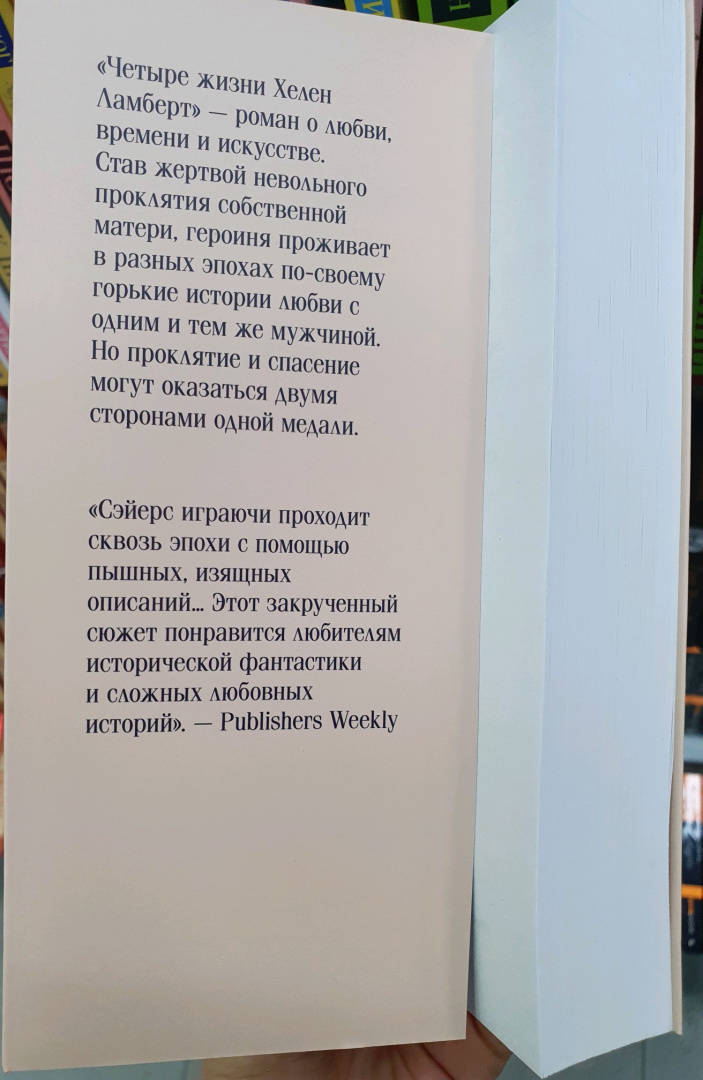 «Четыре жизни Хелен
Ламберт» — роман о любви,
времени и искусстве.
Став жертвой невольного
проклятия собственной
матери, героиня проживает
в разных эпохах по-своему
горькие истории любви с
одним и тем же мужчиной.
Но проклятие и спасение
могут оказаться двумя
сторонами одной медали.
«Сэйерс играючи проходит
сквозь эпохи с помощью
пышных, изящных
описаний... Этот закрученный
сюжет понравится любителям
исторической фантастики
и сложных любовных
историй». — Publishers Weekly